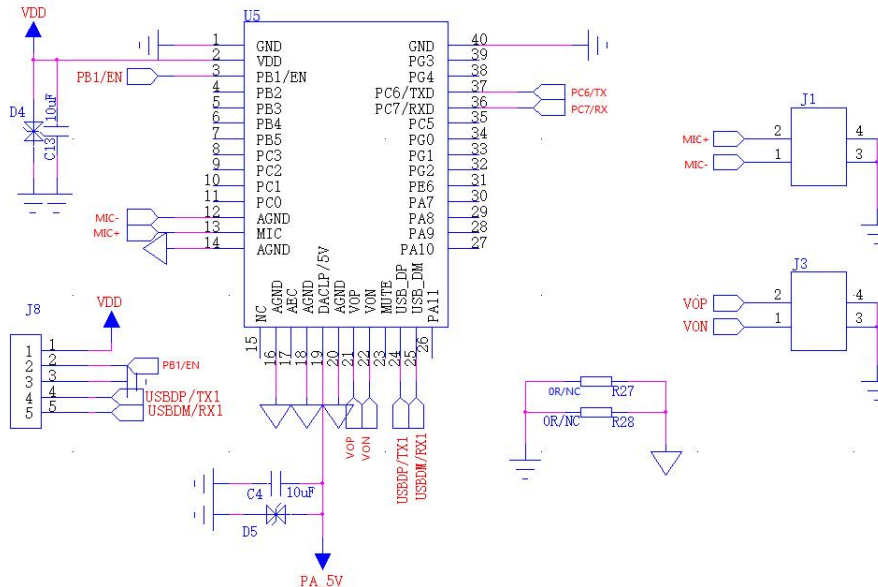 VDD
U5
1 GND
2 VDD
PB1/EN 3 PB1/EN
4 PB2
5 PB3
6 PB4
7 PB5
8 PC3
9 PC2
10 PC1
11 PC0
MIC- 12 AGND
MIC+ 13 MIC
14 AGND
GND 40
PG3 39
PG4 38
PC6/TXD 37 PC6/TX
PC7/RXD 36 PC7/RX
PC5 35
PG0 34
PG1 33
PG2 32
PE6 31
PA7 30
PA8 29
PA9 28
PA10 27
D4
10uF
C13
NC 15
AGND 16
AEC 17
AGND 18
DACLP/5V 19
AGND 20
VOP 21
VON 22
MUTE 23
USB_DP 24
USB_DM 25
PA11 26
VOP
VON
USBDP/TX1
USBDM/RX1
J1
MIC+ 2 4
MIC- 1 3
J3
VOP 2 4
VON 1 3
J8
VDD
1 1
2 2 PB1/EN
3 3
4 4 USBDP/TX1
5 5 USBDM/RX1
0R/NC R27
0R/NC R28
C4 10uF
D5
PA 5V